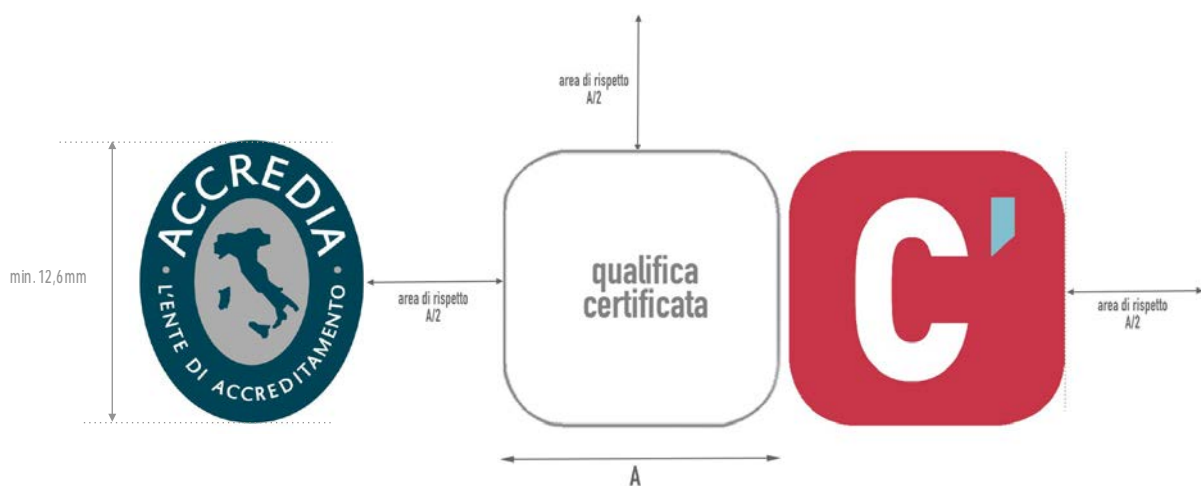 area di rispetto
A/2
min. 12,6mm
ACCREDIA
· L'ENTE DI ACCREDITAMENTO ·
area di rispetto
A/2
qualifica
certificata
C'
area di rispetto
A/2
A